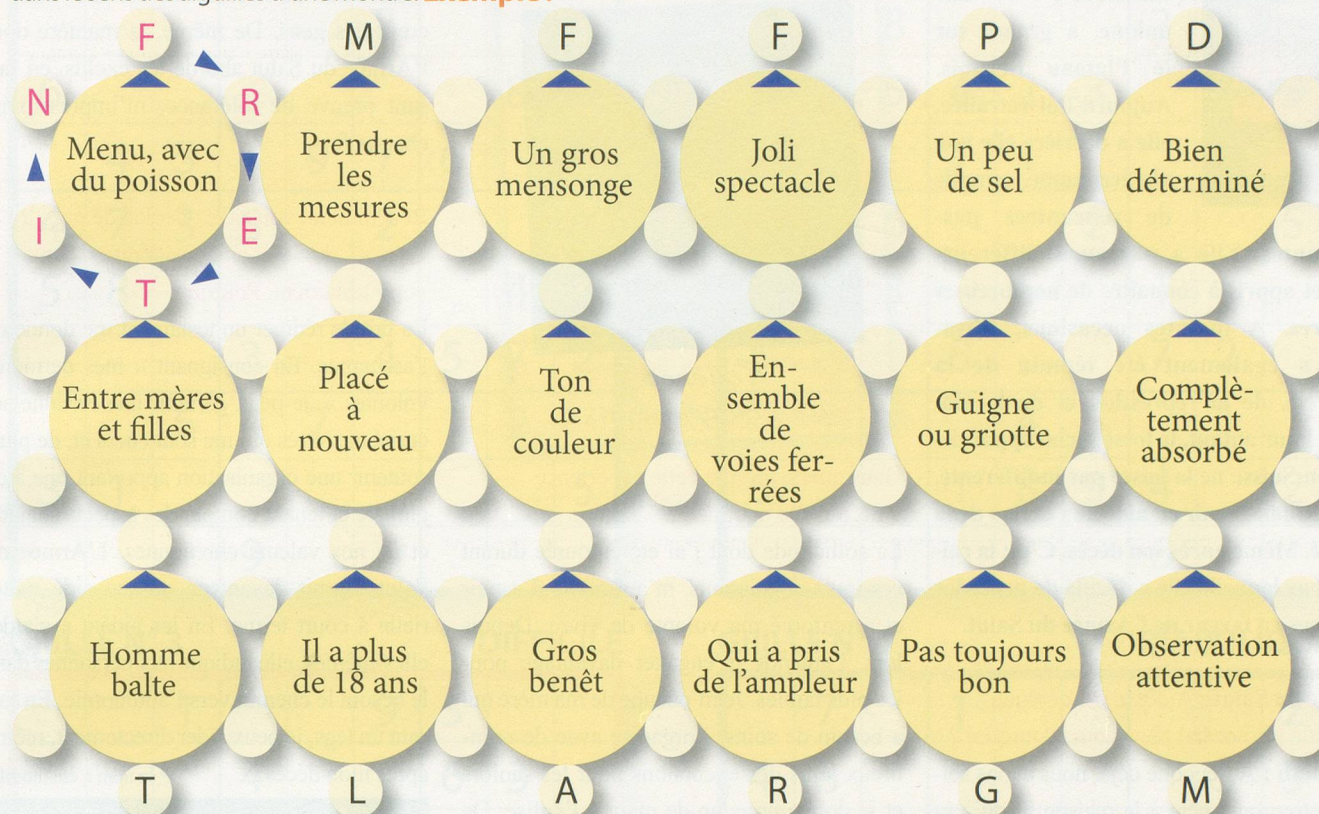 Exemple :
F
M
F
F
P
D
N
R
Menu, avec
du poisson
Prendre
les
mesures
Un gros
mensonge
Joli
spectacle
Un peu
de sel
Bien
déterminé
I
E
T
Entre mères
et filles
Placé
à
nouveau
Ton
de
couleur
En-
semble
de
voies fer-
rées
Guigne
ou griotte
Complè-
tement
absorbé
Homme
balte
Il a plus
de 18 ans
Gros
benêt
Qui a pris
de l'ampleur
Pas toujours
bon
Observation
attentive
T
L
A
R
G
M